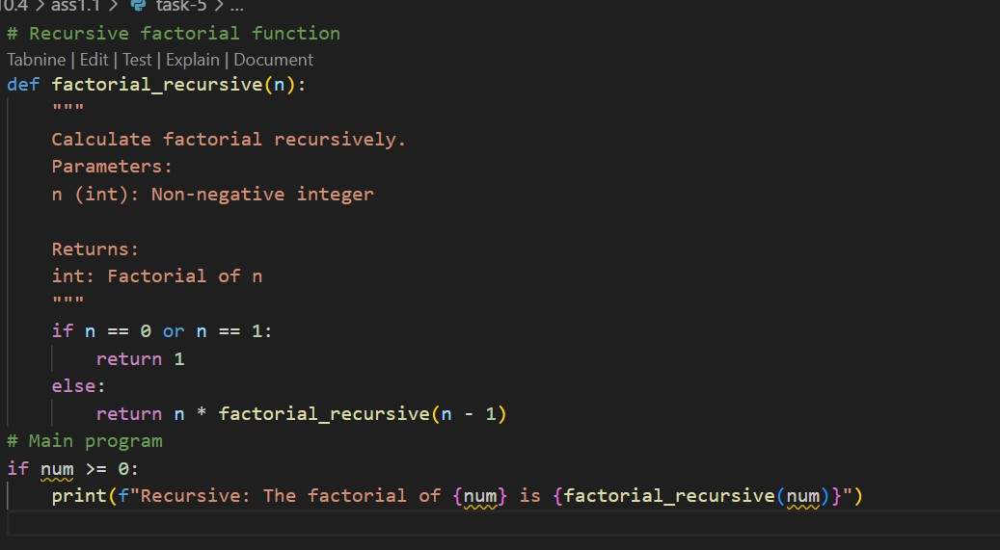 10.4 > ass1.1 > task-5 > ...
# Recursive factorial function
Tabnine | Edit | Test | Explain | Document
def factorial_recursive(n):
    """
    Calculate factorial recursively.
    Parameters:
    n (int): Non-negative integer

    Returns:
    int: Factorial of n
    """
    if n == 0 or n == 1:
        return 1
    else:
        return n * factorial_recursive(n - 1)
# Main program
if num >= 0:
    print(f"Recursive: The factorial of {num} is {factorial_recursive(num)}")